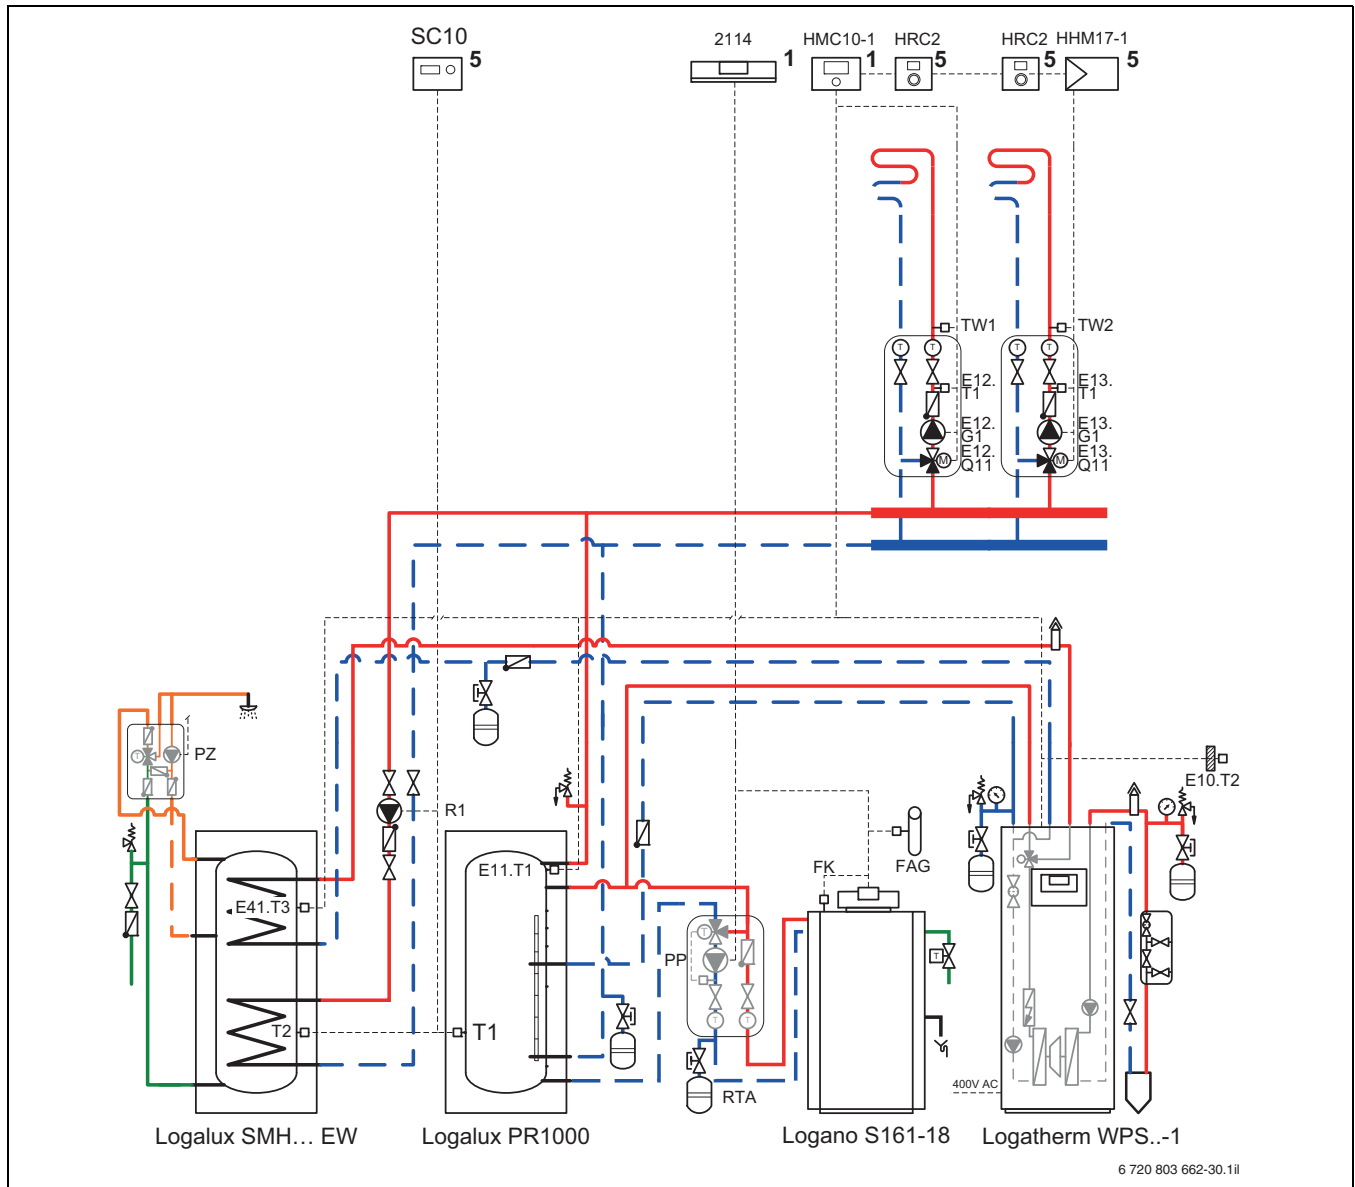 SC10
5
2114
1
HMC10-1
1
HRC2
5
HRC2
5
HHM17-1
5
TW1
TW2
T
T
T
T
E12.
T1
E13.
T1
E12.
G1
E13.
G1
E12.
Q11
E13.
Q11
M
M
PZ
T
R1
E10.T2
E11.T1
FK
FAG
E41.T3
T
PP
T
T2
T1
T
T
RTA
400V AC
Logalux SMH... EW
Logalux PR1000
Logano S161-18
Logatherm WPS..-1
6 720 803 662-30.1il